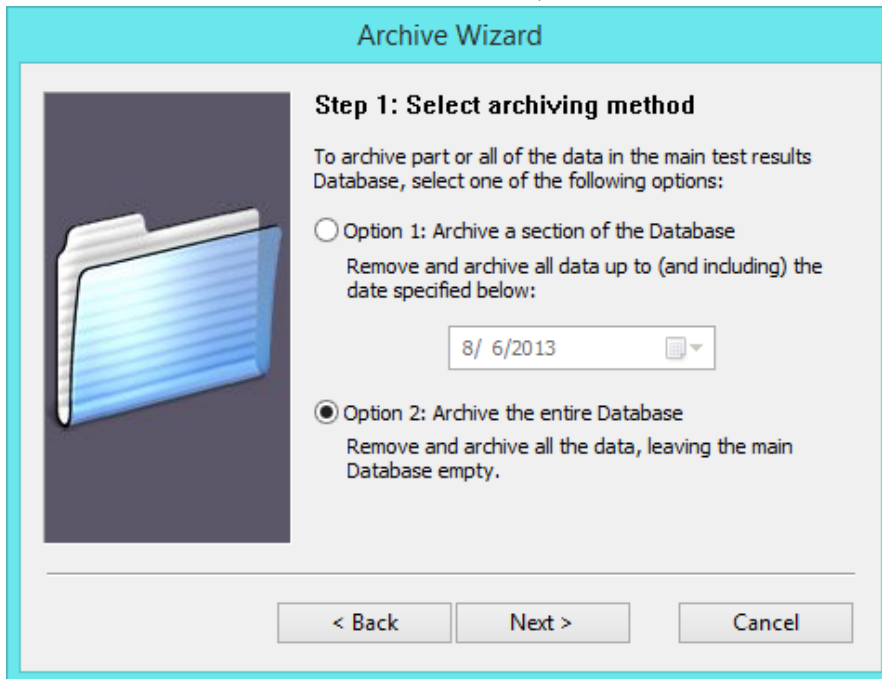 Archive Wizard
Step 1: Select archiving method
To archive part or all of the data in the main test results
Database, select one of the following options:
Option 1: Archive a section of the Database
Remove and archive all data up to (and including) the
date specified below:
8/ 6/2013
Option 2: Archive the entire Database
Remove and archive all the data, leaving the main
Database empty.
< Back Next > Cancel